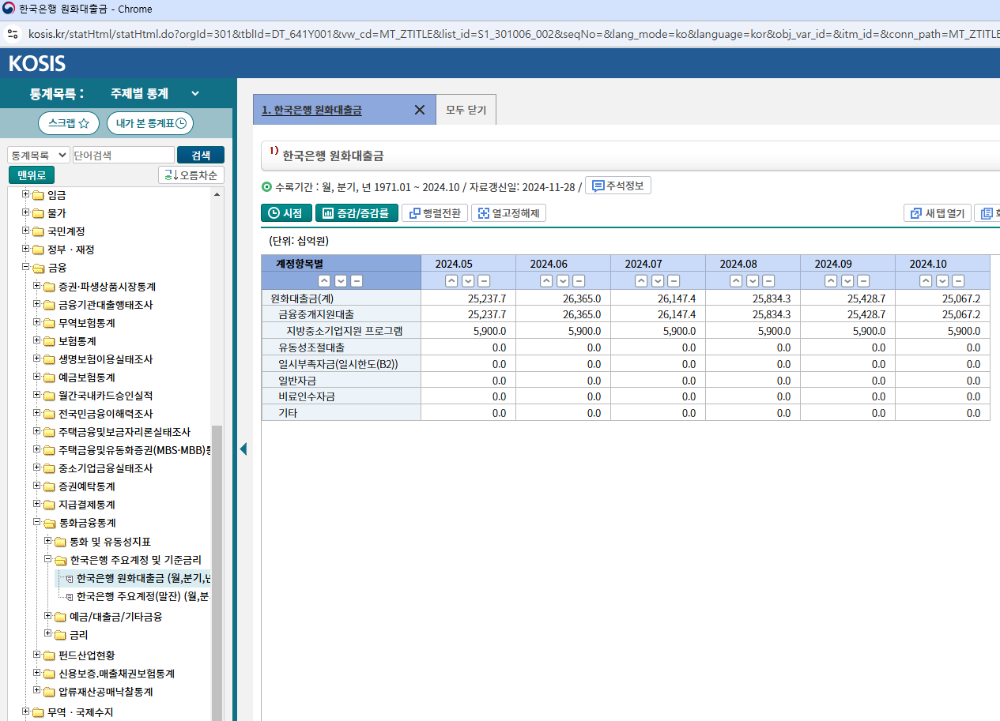 한국은행 원화대출금 - Chrome
kosis.kr/statHtml/statHtml.do?orgId=301&tblId=DT_641Y001&vw_cd=MT_ZTITLE&list_id=S1_301006_002&seqNo=&lang_mode=ko&language=kor&obj_var_id=&itm_id=&conn_path=MT_ZTITLE
KOSIS
통계목록 : 주제별 통계
스크랩 내가 본 통계표
통계목록 단어검색 검색
맨위로 오름차순
임금
물가
국민계정
정부ㆍ재정
금융
증권·파생상품시장통계
금융기관대출행태조사
무역보험통계
보험통계
생명보험이용실태조사
예금보험통계
월간국내카드승인실적
전국민금융이해력조사
주택금융및보금자리론실태조사
주택금융및유동화증권(MBS·MBB)
중소기업금융실태조사
증권예탁통계
지급결제통계
통화금융통계
통화 및 유동성지표
한국은행 주요계정 및 기준금리
한국은행 원화대출금 (월,분기,년
한국은행 주요계정(말잔) (월,분
예금/대출금/기타금융
금리
펀드산업현황
신용보증.매출채권보험통계
압류재산공매낙찰통계
무역ㆍ국제수지
1. 한국은행 원화대출금 모두 닫기
1) 한국은행 원화대출금
수록기간 : 월, 분기, 년 1971.01 ~ 2024.10 / 자료갱신일: 2024-11-28 / 주석정보
시점 증감/증감률 행렬전환 열고정해제 새 탭 열기
(단위: 십억원)
계정항목별 2024.05 2024.06 2024.07 2024.08 2024.09 2024.10
원화대출금(계) 25,237.7 26,365.0 26,147.4 25,834.3 25,428.7 25,067.2
금융중개지원대출 25,237.7 26,365.0 26,147.4 25,834.3 25,428.7 25,067.2
지방중소기업지원 프로그램 5,900.0 5,900.0 5,900.0 5,900.0 5,900.0 5,900.0
유동성조절대출 0.0 0.0 0.0 0.0 0.0 0.0
일시부족자금(일시한도(B2)) 0.0 0.0 0.0 0.0 0.0 0.0
일반자금 0.0 0.0 0.0 0.0 0.0 0.0
비료인수자금 0.0 0.0 0.0 0.0 0.0 0.0
기타 0.0 0.0 0.0 0.0 0.0 0.0